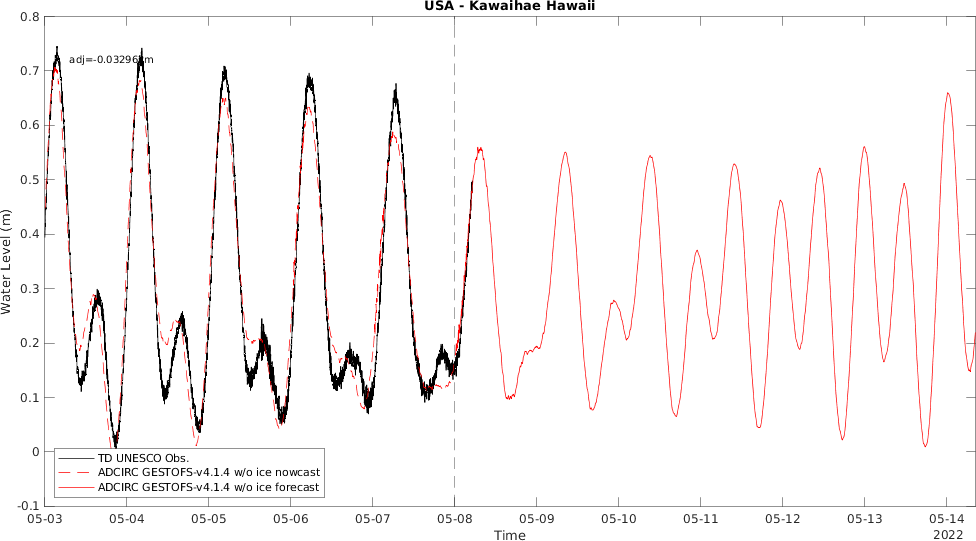 USA - Kawaihae Hawaii
0.8
adj=-0.03296 m
0.7
0.6
0.5
0.4
0.3
0.2
0.1
0
-0.1
Water Level (m)
TD UNESCO Obs.
ADCIRC GESTOFS-v4.1.4 w/o ice nowcast
ADCIRC GESTOFS-v4.1.4 w/o ice forecast
05-03 05-04 05-05 05-06 05-07 05-08 05-09 05-10 05-11 05-12 05-13 05-14
Time
2022